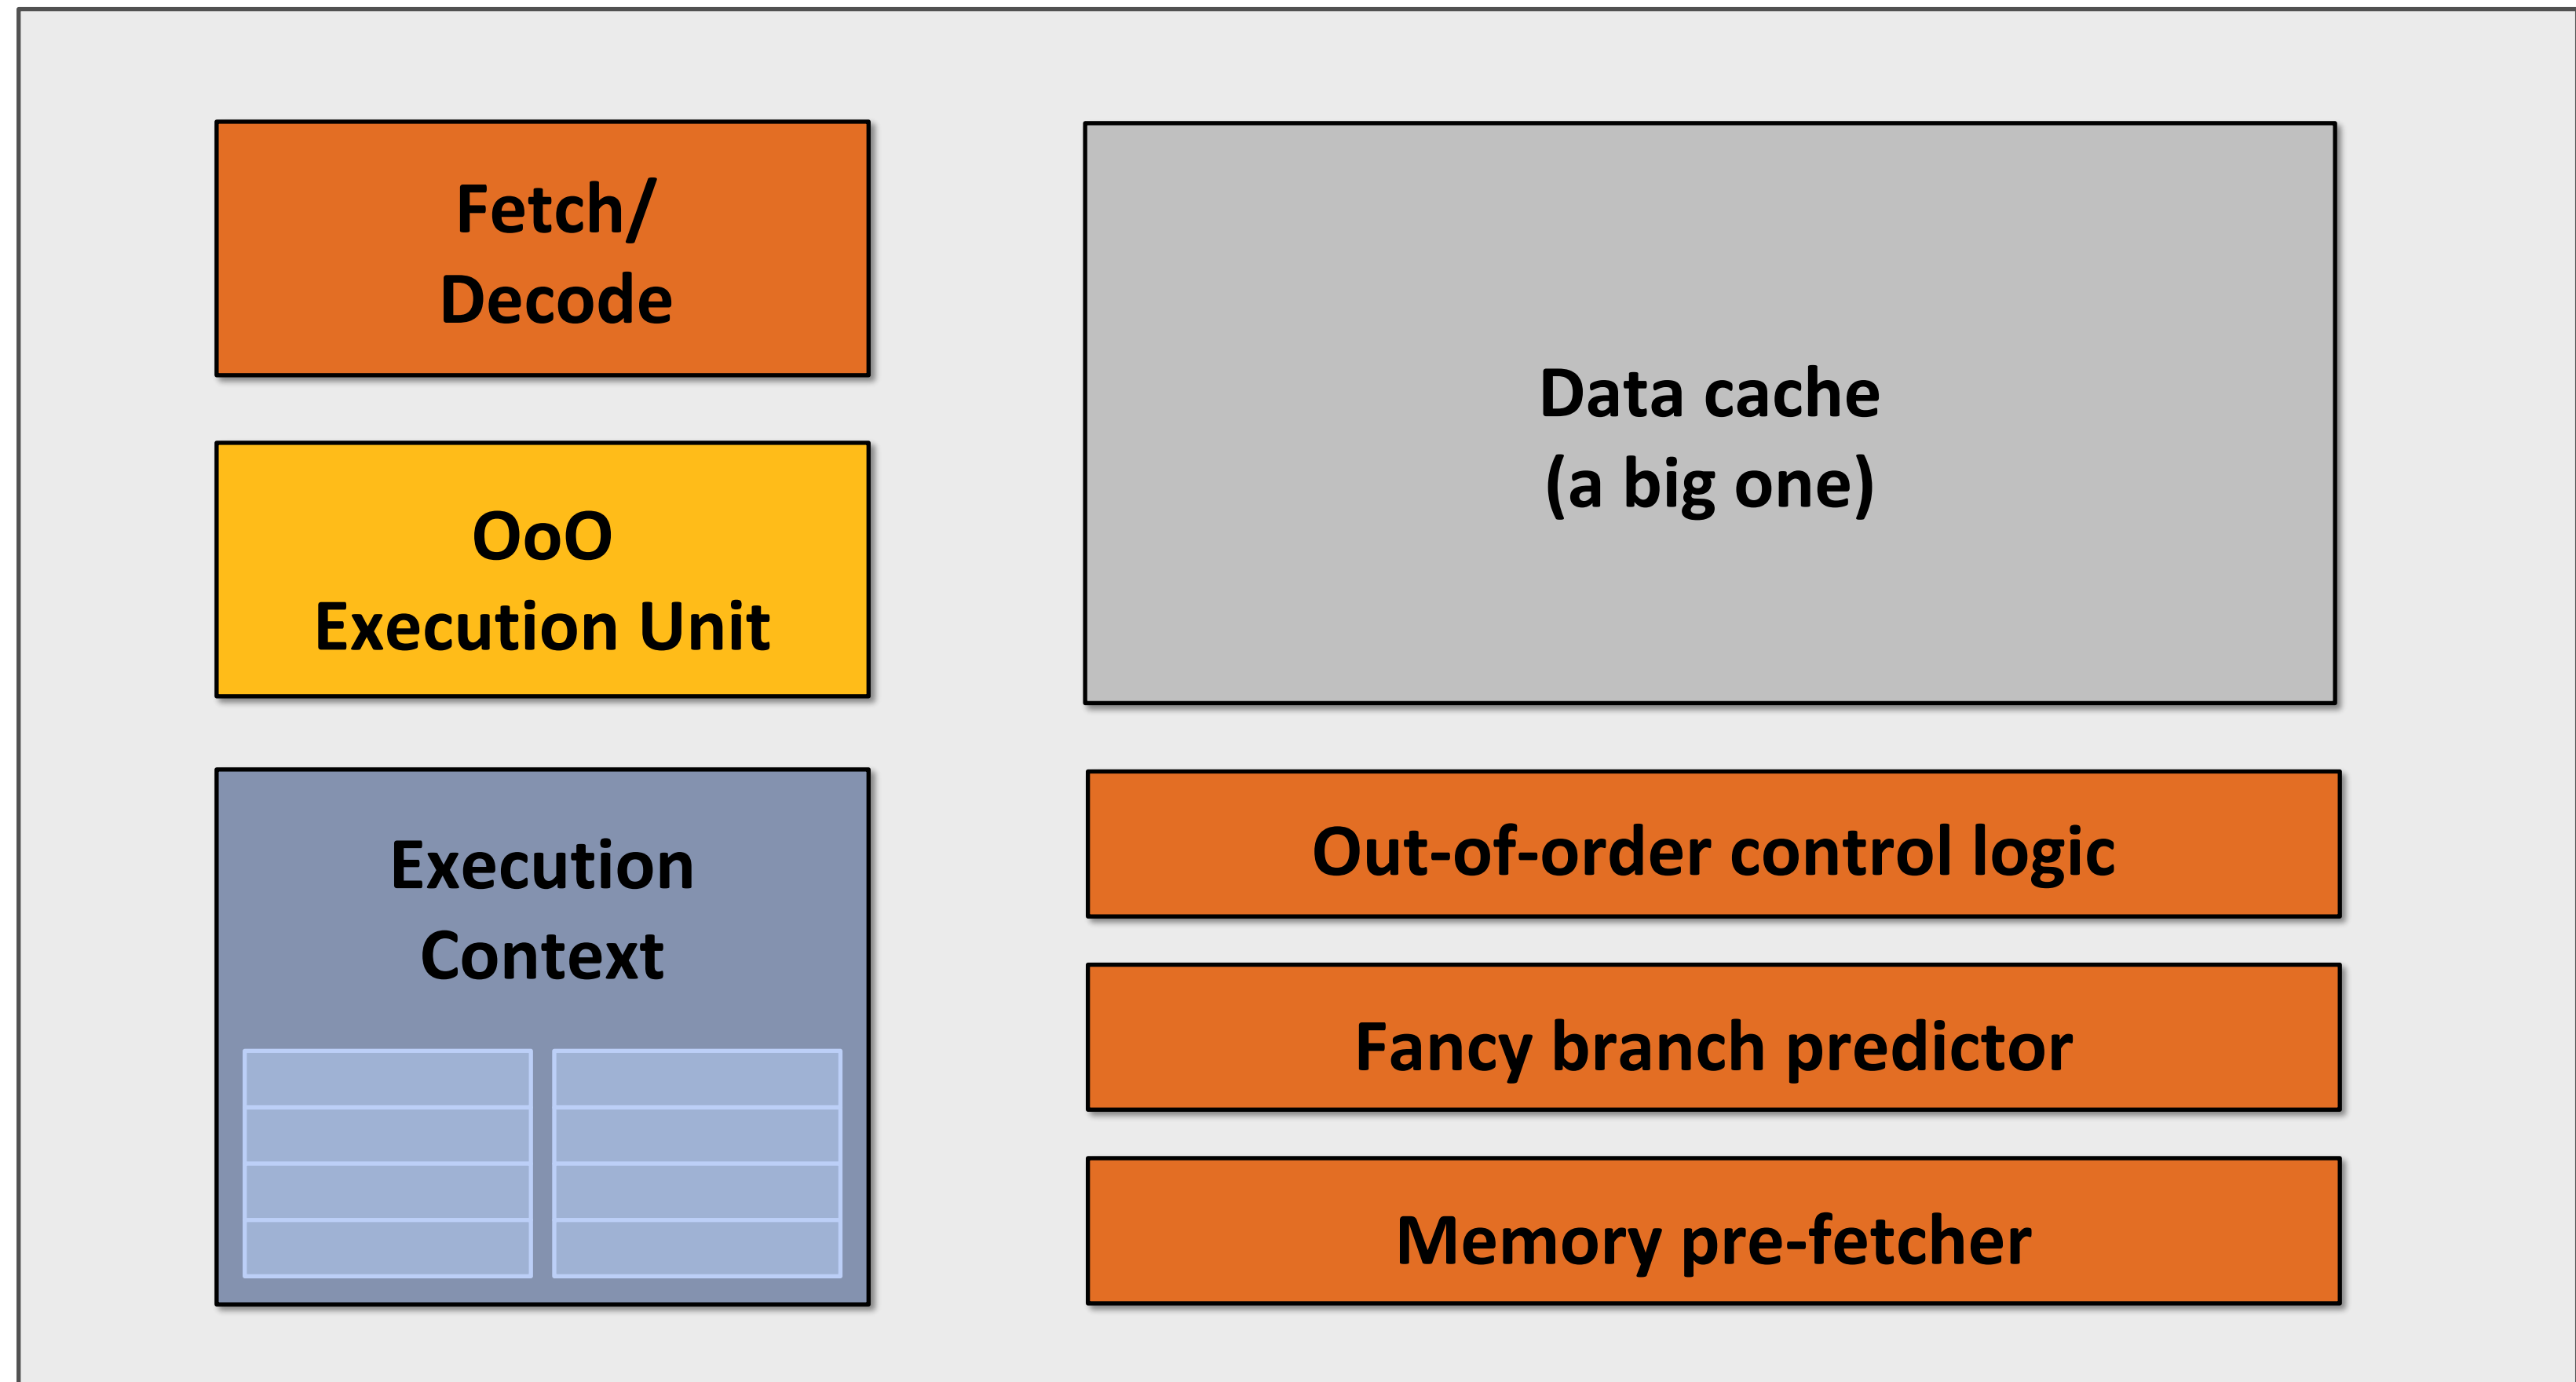 Fetch/
Decode
OoO
Execution Unit
Execution
Context
Data cache
(a big one)
Out-of-order control logic
Fancy branch predictor
Memory pre-fetcher